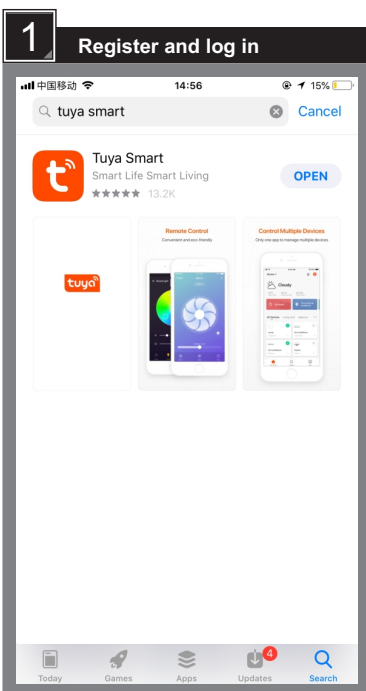 1
Register and log in
中国移动 14:56 15%
tuya smart Cancel
t
Tuya Smart
Smart Life Smart Living
OPEN
★★★★★ 13.2K
Remote Control
Convenient and eco-friendly
Control Multiple Devices
Only one app to manage multiple devices
tuya
Cloudy
4
Today Games Apps Updates Search